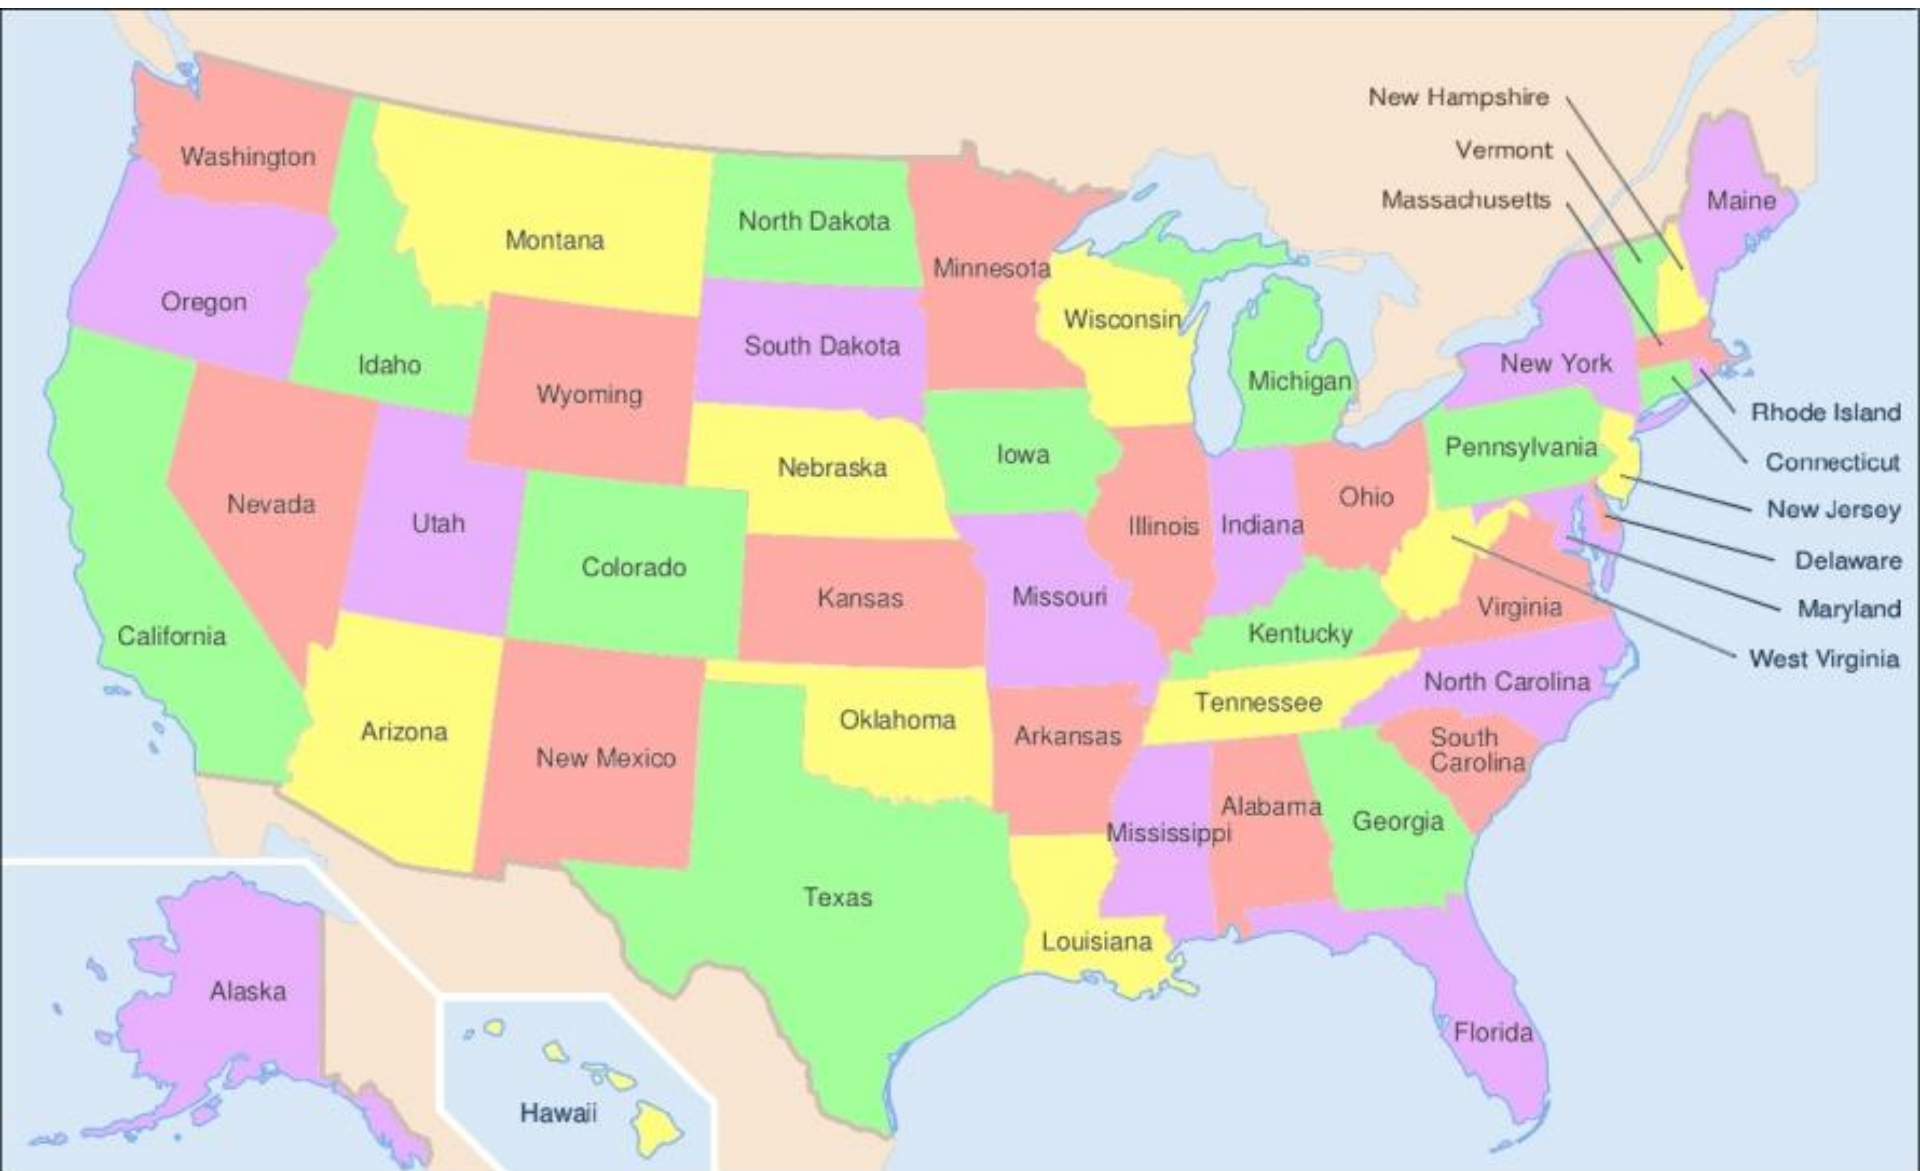 New Hampshire
Vermont
Massachusetts
Washington
Maine
Montana
North Dakota
Minnesota
Oregon
Wisconsin
South Dakota
New York
Idaho
Michigan
Wyoming
Rhode Island
Pennsylvania
Iowa
Connecticut
Nebraska
Ohio
Nevada
New Jersey
Utah
Illinois
Indiana
Delaware
Colorado
Kansas
Missouri
Virginia
Maryland
California
Kentucky
West Virginia
North Carolina
Tennessee
Oklahoma
Arizona
Arkansas
South
Carolina
New Mexico
Alabama
Georgia
Mississippi
Texas
Louisiana
Alaska
Florida
Hawaii